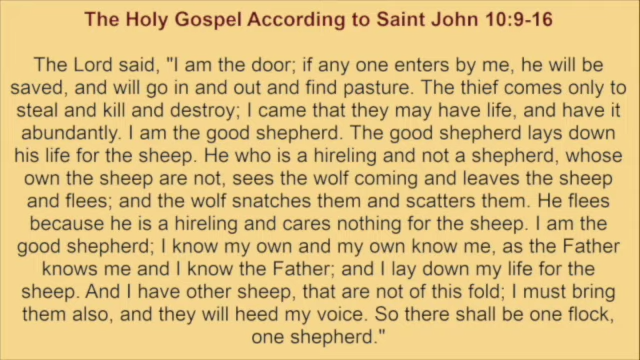 The Holy Gospel According to Saint John 10:9-16
The Lord said, "I am the door; if any one enters by me, he will be
saved, and will go in and out and find pasture. The thief comes only to
steal and kill and destroy; I came that they may have life, and have it
abundantly. I am the good shepherd. The good shepherd lays down
his life for the sheep. He who is a hireling and not a shepherd, whose
own the sheep are not, sees the wolf coming and leaves the sheep
and flees; and the wolf snatches them and scatters them. He flees
because he is a hireling and cares nothing for the sheep. I am the
good shepherd; I know my own and my own know me, as the Father
knows me and I know the Father; and I lay down my life for the
sheep. And I have other sheep, that are not of this fold; I must bring
them also, and they will heed my voice. So there shall be one flock,
one shepherd."